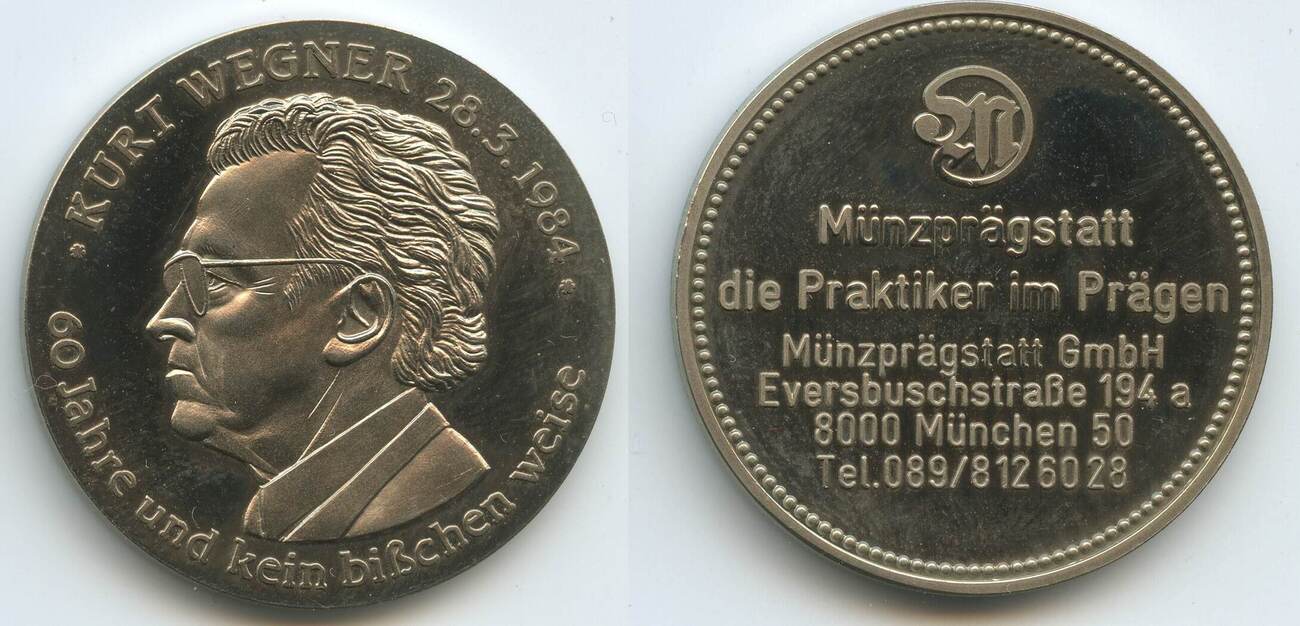 * KURT WEGNER 28.3.1984 *
60 Jahre und kein bißchen weise
Münzprägstatt
die Praktiker im Prägen
Münzprägstatt GmbH
Eversbuschstraße 194 a
8000 München 50
Tel.089/8126028